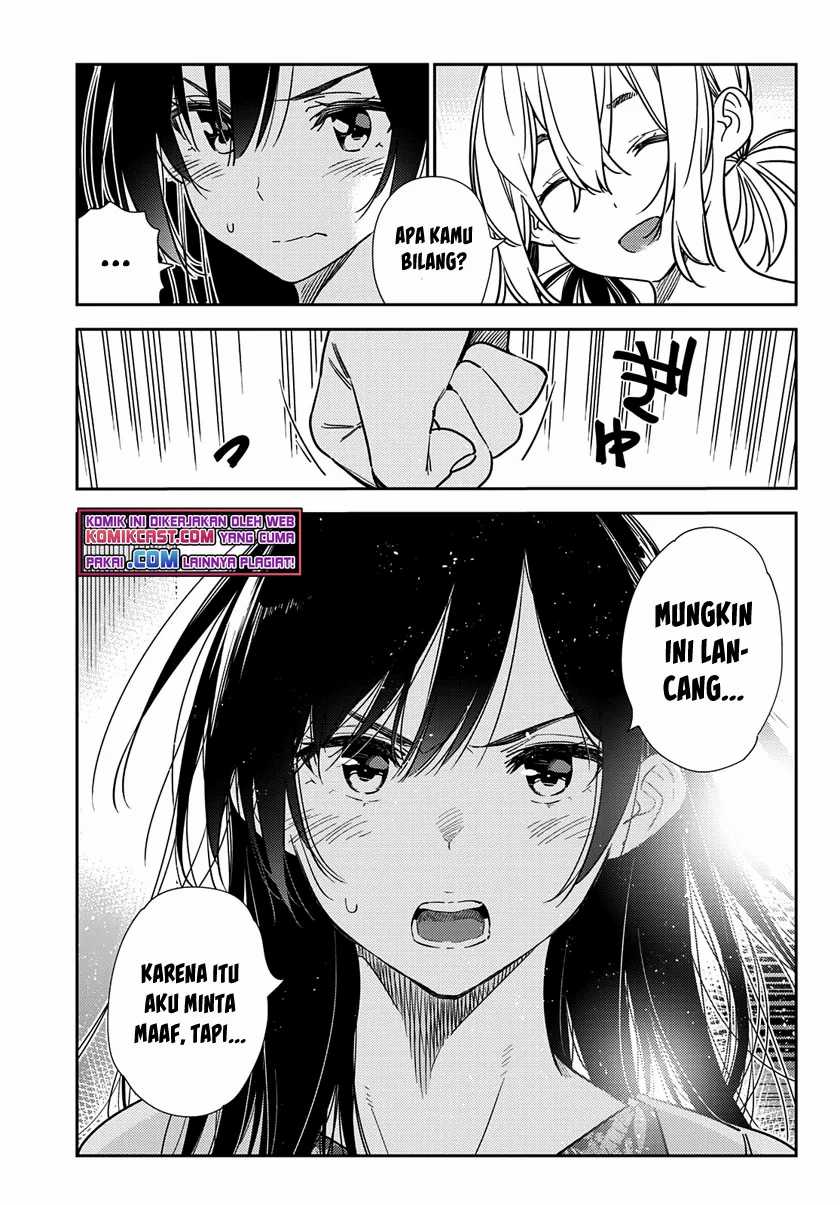 APA KAMU
BILANG?
...
ギュ
KOMIK INI DIKERJAKAN OLEH WEB
KOMIKCAST.COM YANG CUMA
PAKAI .COM LAINNYA PLAGIAT!
MUNGKIN
INI LAN-
CANG...
KARENA ITU
AKU MINTA
MAAF, TAPI...